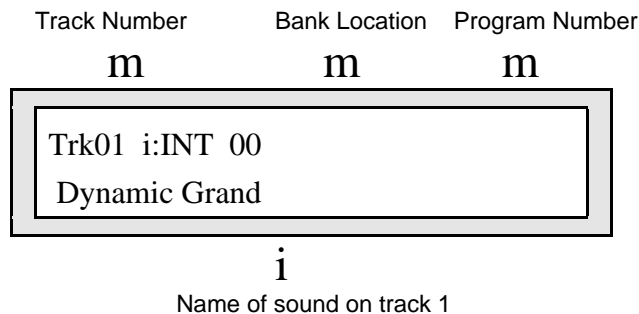 Track Number Bank Location Program Number
m m m
Trk01 i:INT 00
Dynamic Grand
i
Name of sound on track 1